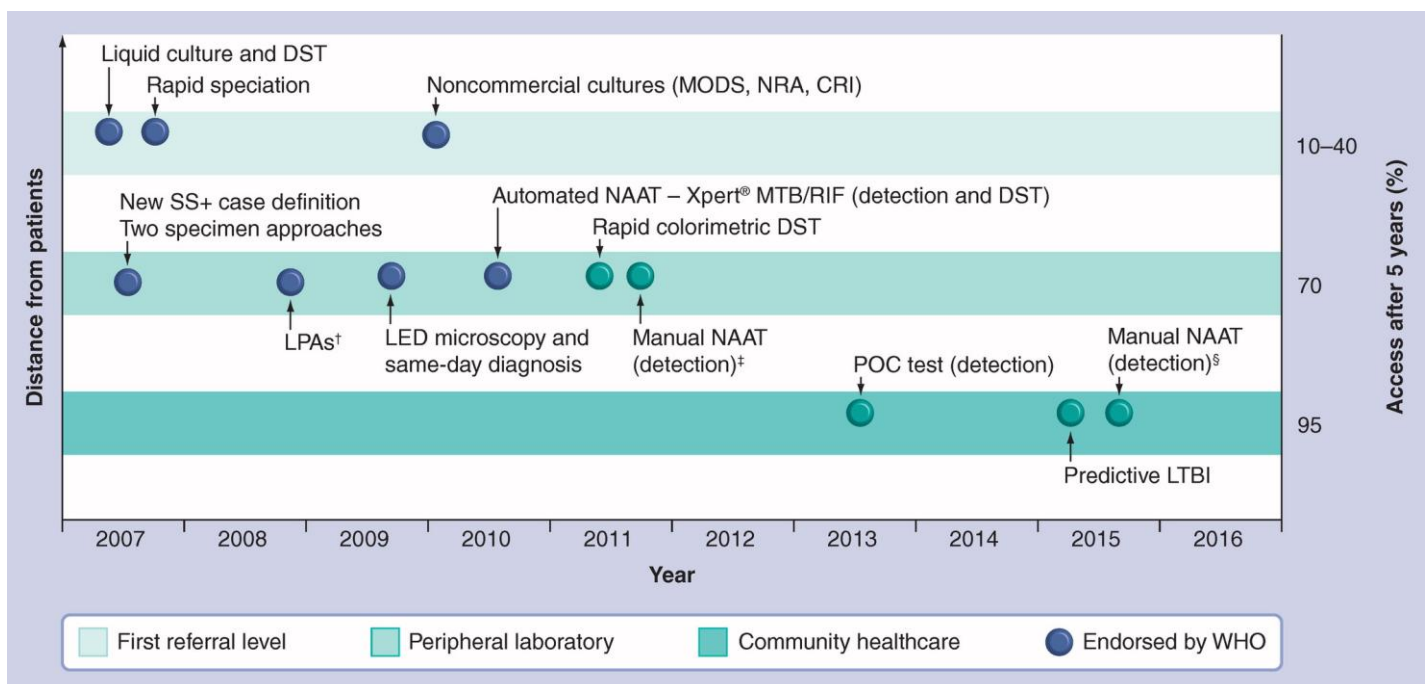 Liquid culture and DST
Rapid speciation
Noncommercial cultures (MODS, NRA, CRI)
10–40
New SS+ case definition
Two specimen approaches
Automated NAAT – Xpert® MTB/RIF (detection and DST)
Rapid colorimetric DST
70
LPAs†
LED microscopy and
same-day diagnosis
Manual NAAT
(detection)‡
POC test (detection)
Manual NAAT
(detection)§
95
Predictive LTBI
Distance from patients
Access after 5 years (%)
2007 2008 2009 2010 2011 2012 2013 2014 2015 2016
Year
First referral level
Peripheral laboratory
Community healthcare
Endorsed by WHO